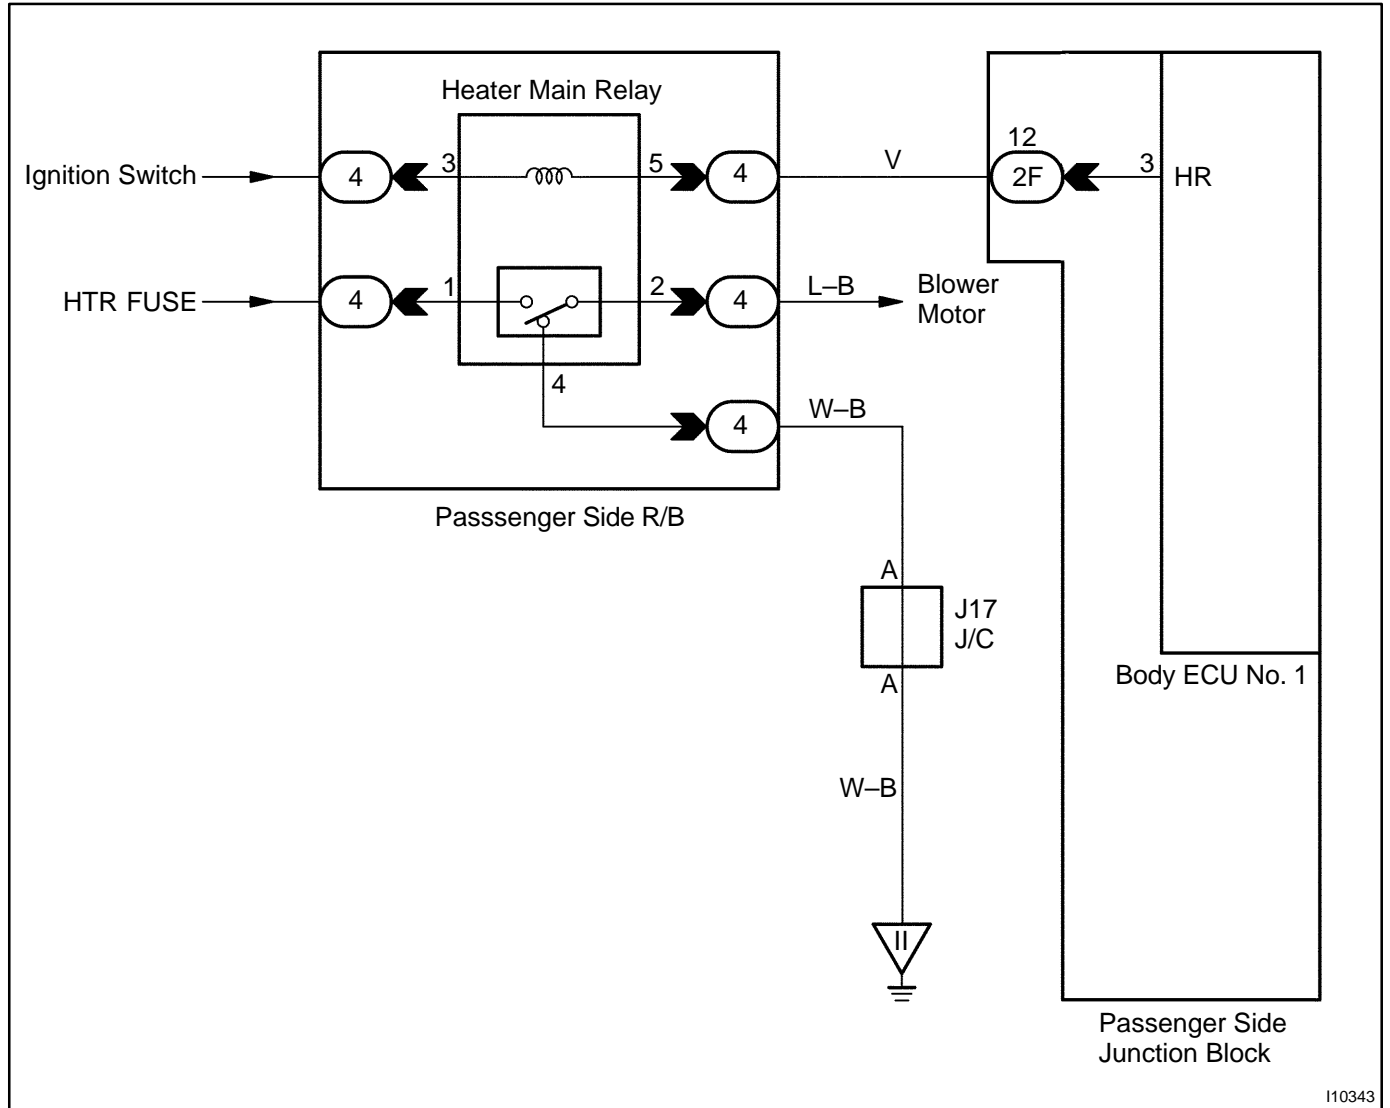 Heater Main Relay
Ignition Switch
4
3
5
4
V
12
2F
3
HR
HTR FUSE
4
1
2
4
L–B
Blower
Motor
4
4
W–B
Passsenger Side R/B
A
J17
J/C
A
Body ECU No. 1
W–B
II
Passenger Side
Junction Block
I10343